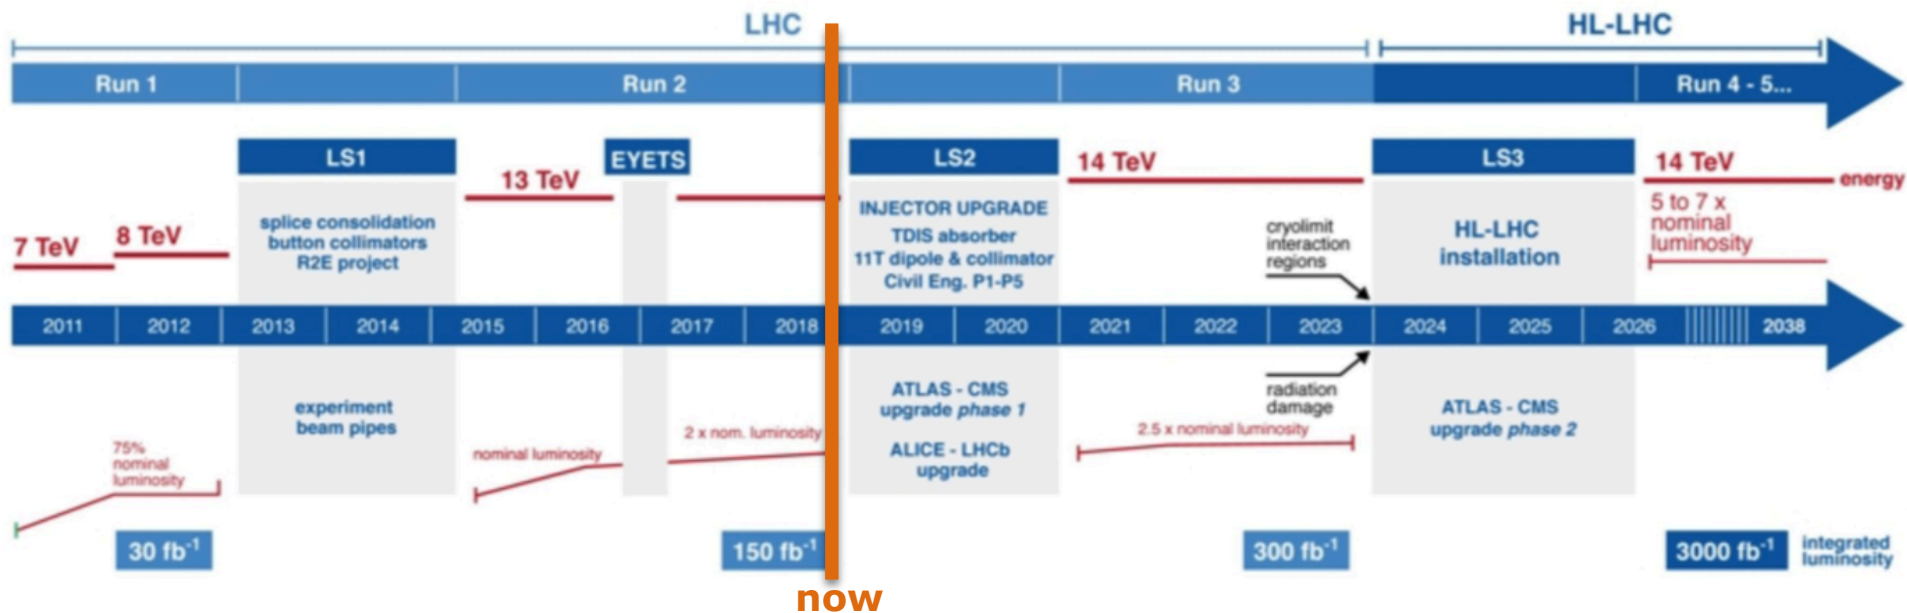 LHC
HL-LHC
Run 1
Run 2
Run 3
Run 4 - 5...
LS1
EYETS
LS2
LS3
7 TeV
8 TeV
13 TeV
14 TeV
14 TeV
energy
splice consolidation
button collimators
R2E project
INJECTOR UPGRADE
TDIS absorber
11T dipole & collimator
Civil Eng. P1-P5
cryolimit
interaction
regions
HL-LHC
installation
5 to 7 x
nominal
luminosity
2011
2012
2013
2014
2015
2016
2017
2018
2019
2020
2021
2022
2023
2024
2025
2026
2038
75%
nominal
luminosity
experiment
beam pipes
nominal luminosity
2 x nom. luminosity
ATLAS - CMS
upgrade phase 1
ALICE - LHCb
upgrade
radiation
damage
2.5 x nominal luminosity
ATLAS - CMS
upgrade phase 2
30 fb-1
150 fb-1
300 fb-1
3000 fb-1
integrated
luminosity
now